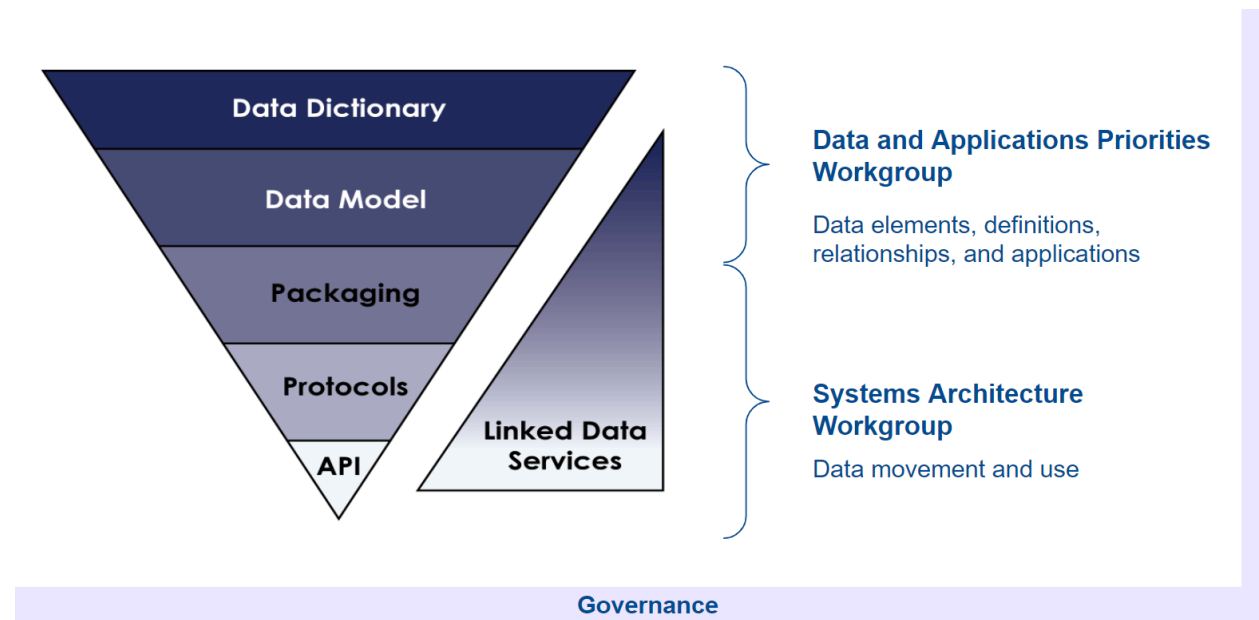 Data Dictionary
Data Model
Packaging
Protocols
API
Linked Data
Services
Data and Applications Priorities
Workgroup
Data elements, definitions,
relationships, and applications
Systems Architecture
Workgroup
Data movement and use
Governance